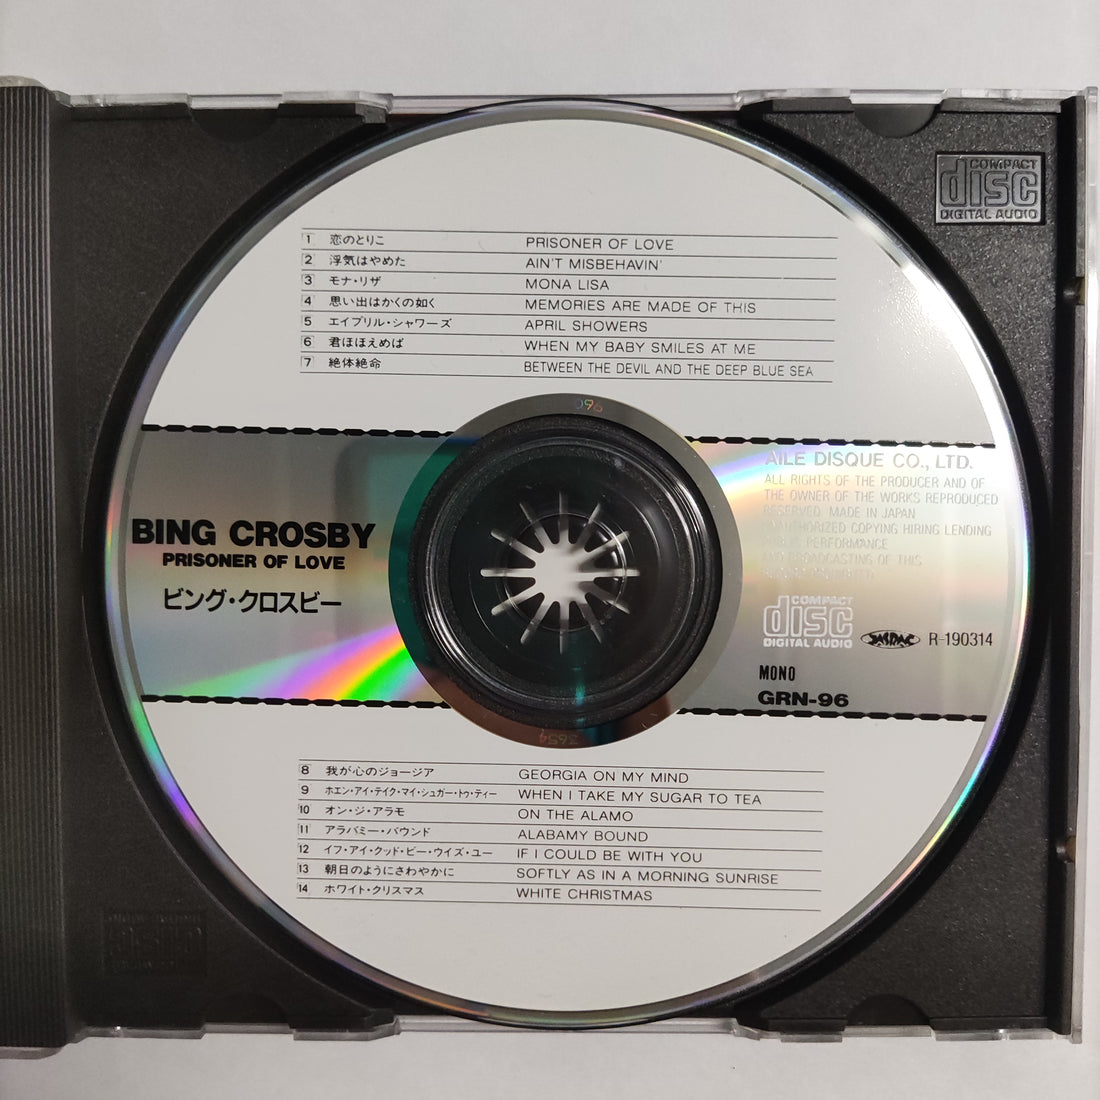 COMPACT
disc
DIGITAL AUDIO
1 恋のとりこ PRISONER OF LOVE
2 浮気はやめた AIN'T MISBEHAVIN'
3 モナ・リザ MONA LISA
4 思い出はかくの如く MEMORIES ARE MADE OF THIS
5 エイプリル・シャワーズ APRIL SHOWERS
6 君ほほえめば WHEN MY BABY SMILES AT ME
7 絶体絶命 BETWEEN THE DEVIL AND THE DEEP BLUE SEA
BING CROSBY
PRISONER OF LOVE
ビング・クロスビー
AILE DISQUE CO., LTD.
ALL RIGHTS OF THE PRODUCER AND OF
THE OWNER OF THE WORKS REPRODUCED
RESERVED MADE IN JAPAN
UNAUTHORIZED COPYING HIRING LENDING
PUBLIC PERFORMANCE
AND BROADCASTING OF THIS
COMPACT
disc
DIGITAL AUDIO
JASRAC R-190314
MONO
GRN-96
8 我が心のジョージア GEORGIA ON MY MIND
9 ホエン・アイ・テイク・マイ・シュガー・トゥ・ティー WHEN I TAKE MY SUGAR TO TEA
10 オン・ジ・アラモ ON THE ALAMO
11 アラバミー・バウンド ALABAMY BOUND
12 イフ・アイ・クッド・ビー・ウイズ・ユー IF I COULD BE WITH YOU
13 朝日のようにさわやかに SOFTLY AS IN A MORNING SUNRISE
14 ホワイト・クリスマス WHITE CHRISTMAS